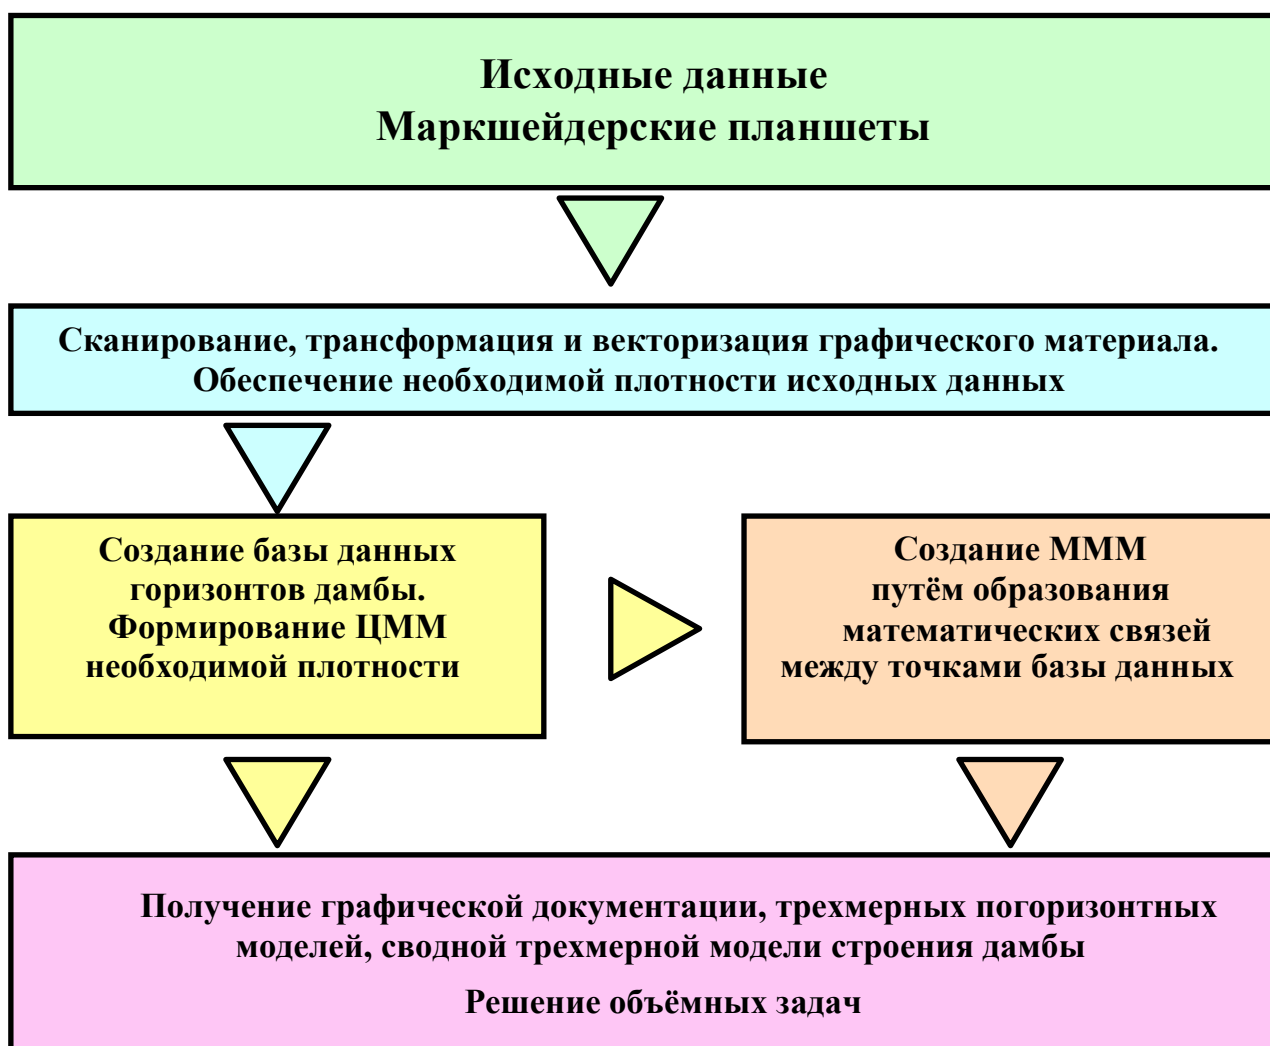 Исходные данные
Маркшейдерские планшеты
Сканирование, трансформация и векторизация графического материала.
Обеспечение необходимой плотности исходных данных
Создание базы данных
горизонтов дамбы.
Формирование ЦММ
необходимой плотности
Создание МММ
путём образования
математических связей
между точками базы данных
Получение графической документации, трехмерных погоризонтных
моделей, сводной трехмерной модели строения дамбы
Решение объёмных задач